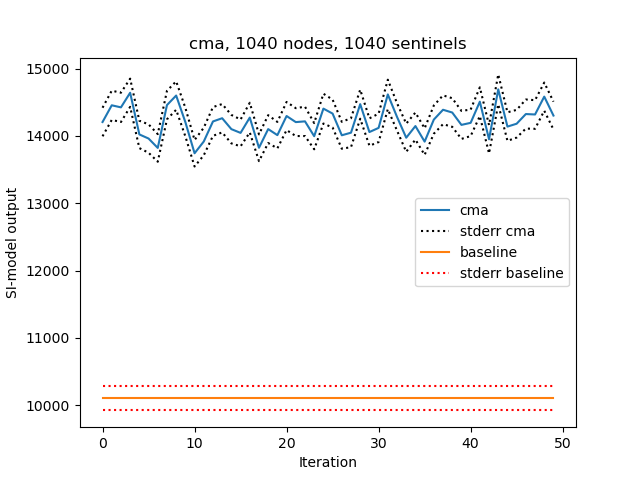 cma, 1040 nodes, 1040 sentinels
SI-model output
15000
14000
13000
12000
11000
10000
cma
stderr cma
baseline
stderr baseline
0
10
20
30
40
50
Iteration